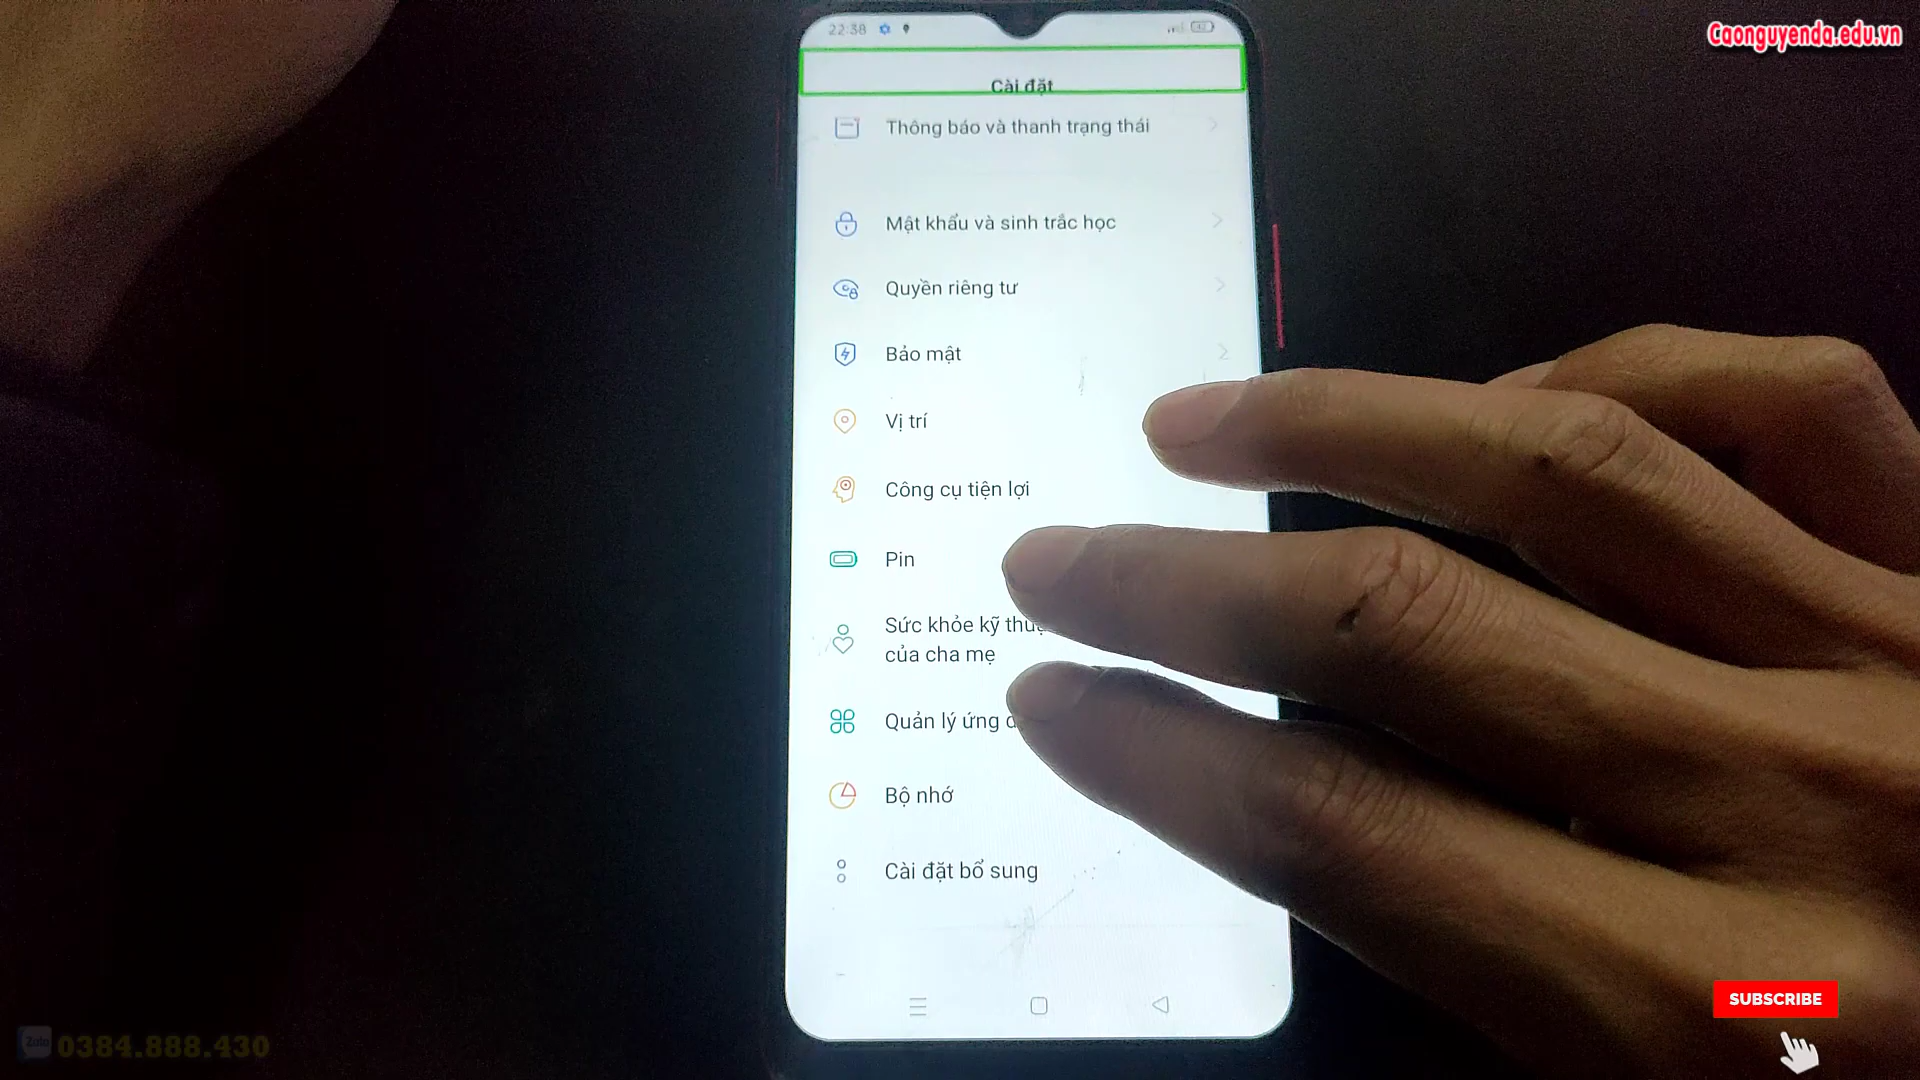 22:38
Caonguyenda.edu.vn
Cài đặt
Thông báo và thanh trạng thái
Mật khẩu và sinh trắc học
Quyền riêng tư
Bảo mật
Vị trí
Công cụ tiện lợi
Pin
Sức khỏe kỹ
của cha mẹ
Quản lý ứng
Bộ nhớ
Cài đặt bổ sung
SUBSCRIBE
Zalo 0384.888.430